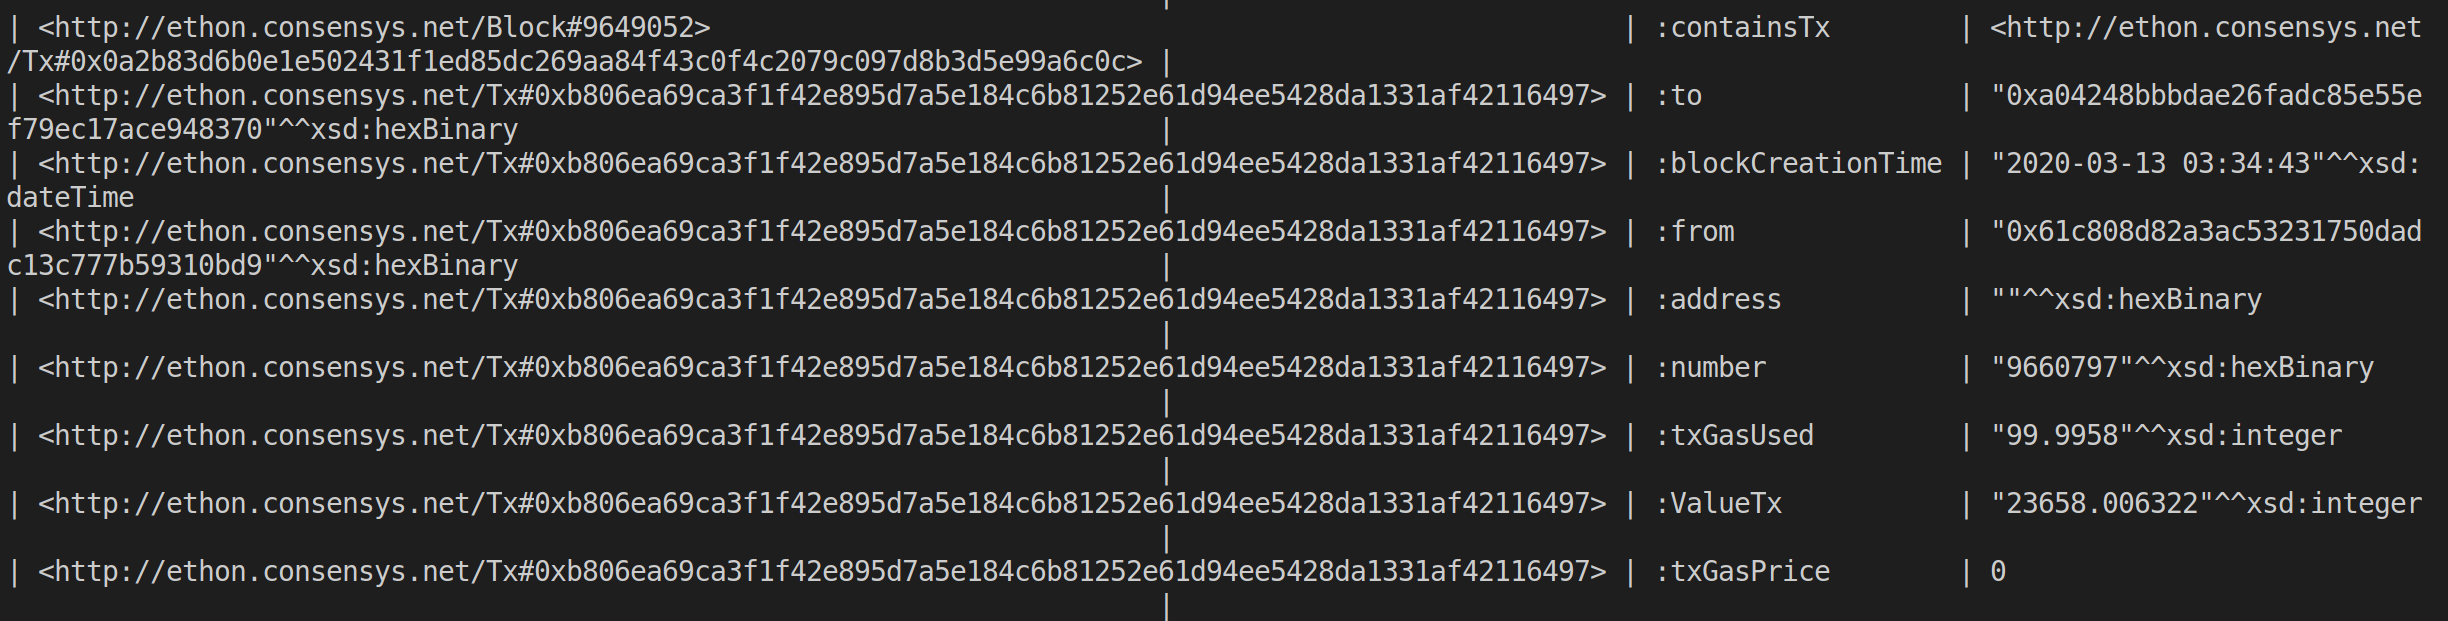 |
| <http://ethon.consensys.net/Block#9649052> | :containsTx | <http://ethon.consensys.net
/Tx#0x0a2b83d6b0e1e502431f1ed85dc269aa84f43c0f4c2079c097d8b3d5e99a6c0c> |
| <http://ethon.consensys.net/Tx#0xb806ea69ca3f1f42e895d7a5e184c6b81252e61d94ee5428da1331af42116497> | :to | "0xa04248bbbdae26fadc85e55e
f79ec17ace948370"^^xsd:hexBinary |
| <http://ethon.consensys.net/Tx#0xb806ea69ca3f1f42e895d7a5e184c6b81252e61d94ee5428da1331af42116497> | :blockCreationTime | "2020-03-13 03:34:43"^^xsd:
dateTime |
| <http://ethon.consensys.net/Tx#0xb806ea69ca3f1f42e895d7a5e184c6b81252e61d94ee5428da1331af42116497> | :from | "0x61c808d82a3ac53231750dad
c13c777b59310bd9"^^xsd:hexBinary |
| <http://ethon.consensys.net/Tx#0xb806ea69ca3f1f42e895d7a5e184c6b81252e61d94ee5428da1331af42116497> | :address | ""^^xsd:hexBinary
|
| <http://ethon.consensys.net/Tx#0xb806ea69ca3f1f42e895d7a5e184c6b81252e61d94ee5428da1331af42116497> | :number | "9660797"^^xsd:hexBinary
|
| <http://ethon.consensys.net/Tx#0xb806ea69ca3f1f42e895d7a5e184c6b81252e61d94ee5428da1331af42116497> | :txGasUsed | "99.9958"^^xsd:integer
|
| <http://ethon.consensys.net/Tx#0xb806ea69ca3f1f42e895d7a5e184c6b81252e61d94ee5428da1331af42116497> | :ValueTx | "23658.006322"^^xsd:integer
|
| <http://ethon.consensys.net/Tx#0xb806ea69ca3f1f42e895d7a5e184c6b81252e61d94ee5428da1331af42116497> | :txGasPrice | 0
|